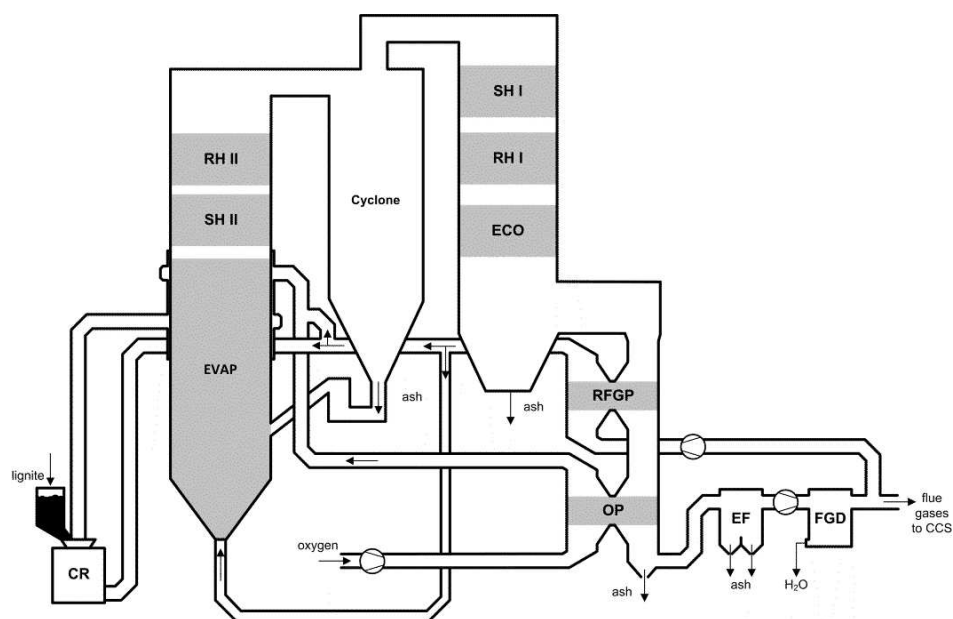 SH I
RH II
RH I
Cyclone
SH II
ECO
EVAP
ash
ash
RFGP
lignite
OP
EF
FGD
flue
gases
to CCS
oxygen
CR
ash
ash
H₂O